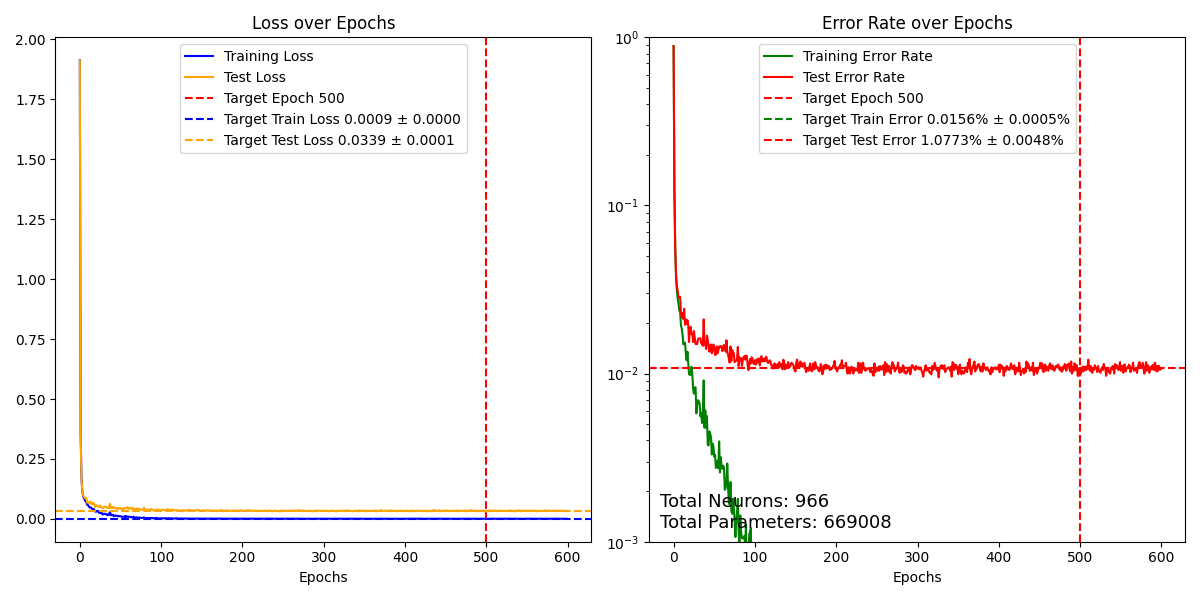 Loss over Epochs
2.00
1.75
1.50
1.25
1.00
0.75
0.50
0.25
0.00
Training Loss
Test Loss
Target Epoch 500
Target Train Loss 0.0009 ± 0.0000
Target Test Loss 0.0339 ± 0.0001
0 100 200 300 400 500 600
Epochs
Error Rate over Epochs
10⁰
10⁻¹
10⁻²
10⁻³
Training Error Rate
Test Error Rate
Target Epoch 500
Target Train Error 0.0156% ± 0.0005%
Target Test Error 1.0773% ± 0.0048%
Total Neurons: 966
Total Parameters: 669008
0 100 200 300 400 500 600
Epochs